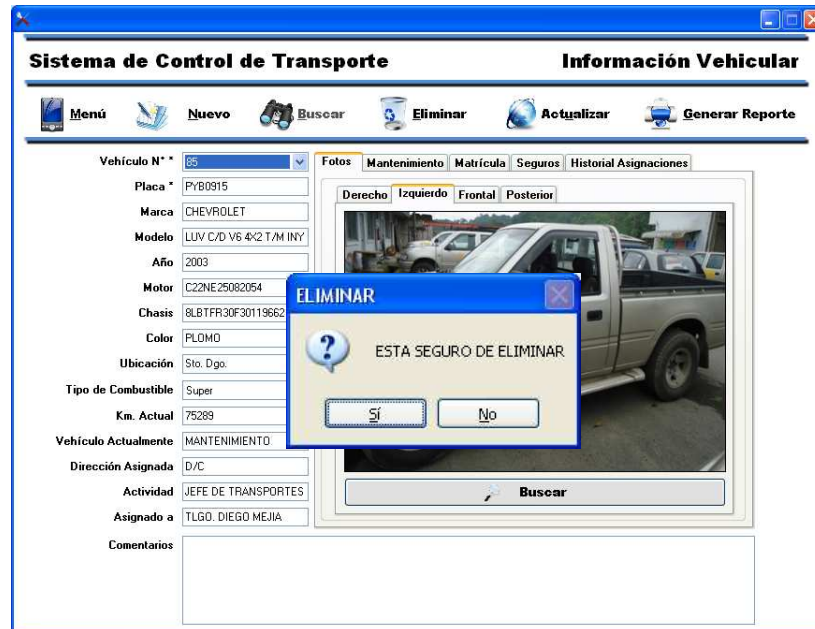 Sistema de Control de Transporte Información Vehicular
Menú Nuevo Buscar Eliminar Actualizar Generar Reporte
Vehículo N° * 85
Placa * PYB0915
Marca CHEVROLET
Modelo LUV C/D V6 4X2 T/M INY
Año 2003
Motor C22NE25082054
Chasis 8LBTFR30F30119662
Color PLOMO
Ubicación Sto. Dgo.
Tipo de Combustible Super
Km. Actual 75289
Vehículo Actualmente MANTENIMIENTO
Dirección Asignada D/C
Actividad JEFE DE TRANSPORTES
Asignado a TLGO. DIEGO MEJIA
Comentarios
Fotos Mantenimiento Matrícula Seguros Historial Asignaciones
Derecho Izquierdo Frontal Posterior
Buscar
ELIMINAR
ESTA SEGURO DE ELIMINAR
Sí No